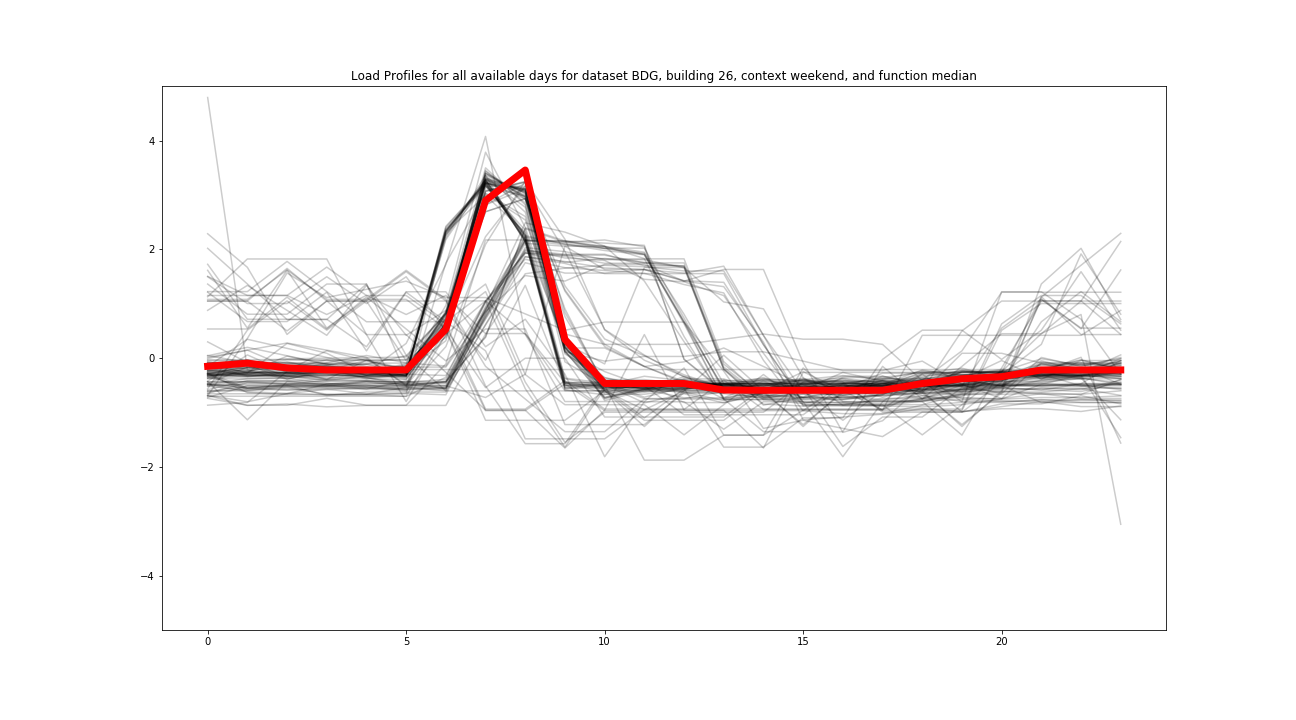 Load Profiles for all available days for dataset BDG, building 26, context weekend, and function median
4
2
0
−2
−4
0 5 10 15 20